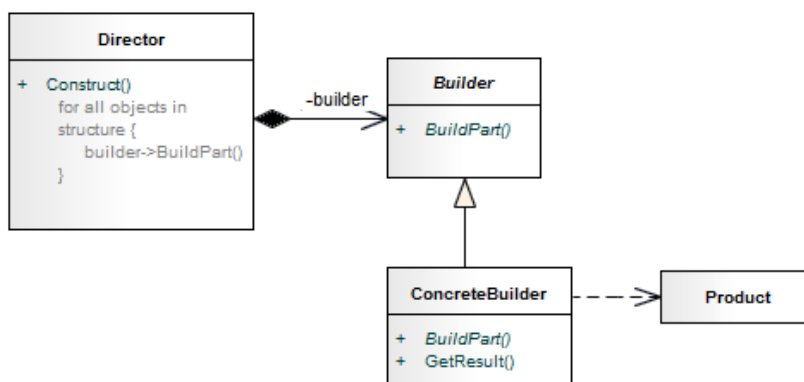 Director
+ Construct()
for all objects in
structure {
builder->BuildPart()
}
-builder
Builder
+ BuildPart()
ConcreteBuilder
+ BuildPart()
+ GetResult()
Product